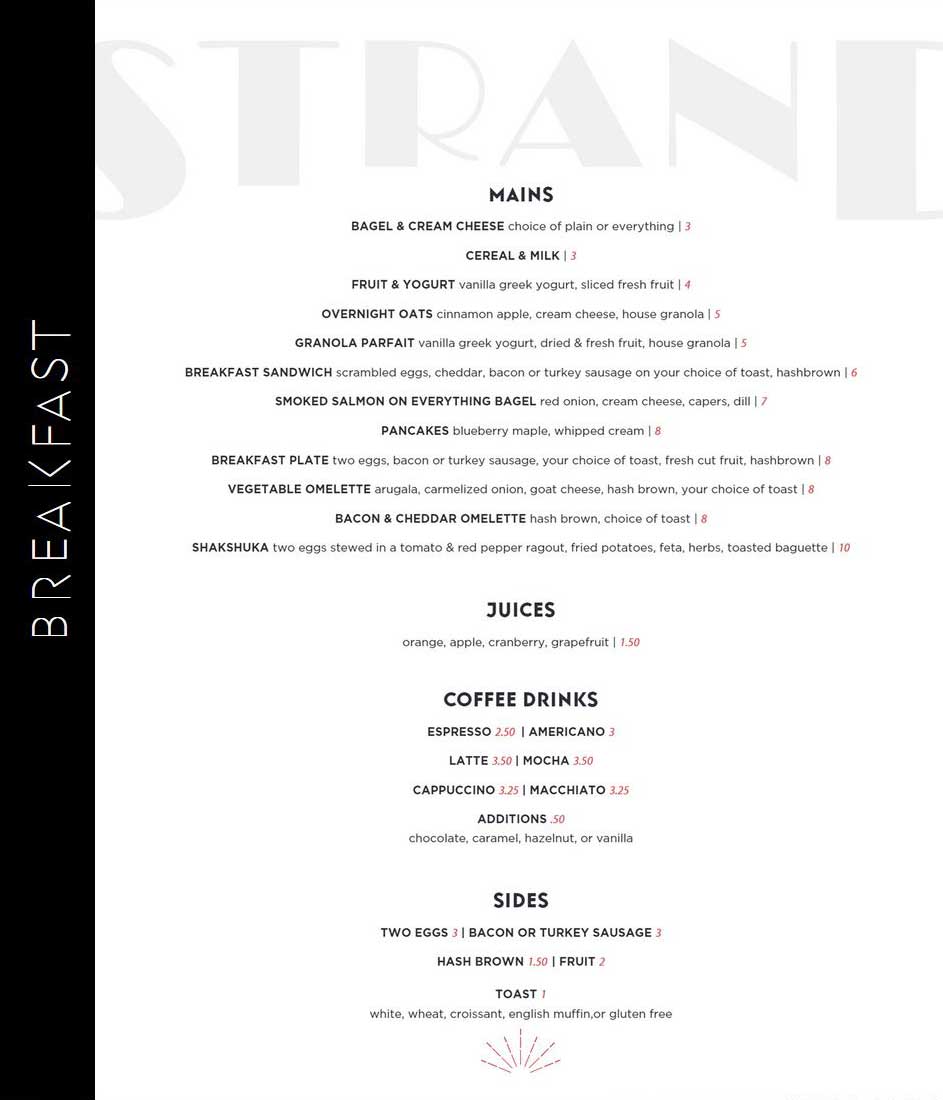 STRAND
BREAKFAST
MAINS
BAGEL & CREAM CHEESE choice of plain or everything | 3
CEREAL & MILK | 3
FRUIT & YOGURT vanilla greek yogurt, sliced fresh fruit | 4
OVERNIGHT OATS cinnamon apple, cream cheese, house granola | 5
GRANOLA PARFAIT vanilla greek yogurt, dried & fresh fruit, house granola | 5
BREAKFAST SANDWICH scrambled eggs, cheddar, bacon or turkey sausage on your choice of toast, hashbrown | 6
SMOKED SALMON ON EVERYTHING BAGEL red onion, cream cheese, capers, dill | 7
PANCAKES blueberry maple, whipped cream | 8
BREAKFAST PLATE two eggs, bacon or turkey sausage, your choice of toast, fresh cut fruit, hashbrown | 8
VEGETABLE OMELETTE arugala, carmelized onion, goat cheese, hash brown, your choice of toast | 8
BACON & CHEDDAR OMELETTE hash brown, choice of toast | 8
SHAKSHUKA two eggs stewed in a tomato & red pepper ragout, fried potatoes, feta, herbs, toasted baguette | 10
JUICES
orange, apple, cranberry, grapefruit | 1.50
COFFEE DRINKS
ESPRESSO 2.50 | AMERICANO 3
LATTE 3.50 | MOCHA 3.50
CAPPUCCINO 3.25 | MACCHIATO 3.25
ADDITIONS .50
chocolate, caramel, hazelnut, or vanilla
SIDES
TWO EGGS 3 | BACON OR TURKEY SAUSAGE 3
HASH BROWN 1.50 | FRUIT 2
TOAST 1
white, wheat, croissant, english muffin,or gluten free